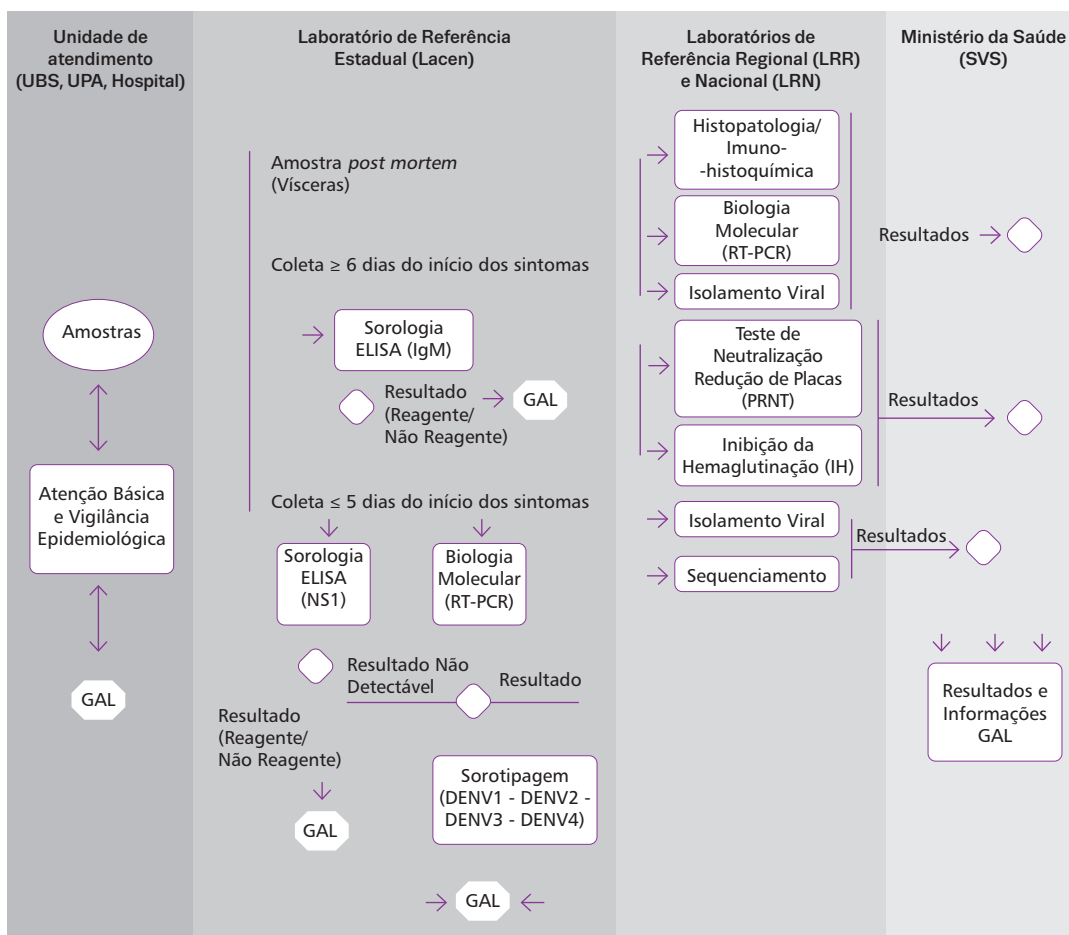 Unidade de
atendimento
(UBS, UPA, Hospital)
Amostras
Atenção Básica
e Vigilância
Epidemiológica
GAL
Laboratório de Referência
Estadual (Lacen)
Amostra post mortem
(Vísceras)
Coleta ≥ 6 dias do início dos sintomas
Sorologia
ELISA (IgM)
Resultado
(Reagente/
Não Reagente)
GAL
Coleta ≤ 5 dias do início dos sintomas
Sorologia
ELISA
(NS1)
Biologia
Molecular
(RT-PCR)
Resultado Não
Detectável
Resultado
Resultado
(Reagente/
Não Reagente)
GAL
Sorotipagem
(DENV1 - DENV2 -
DENV3 - DENV4)
GAL
Laboratórios de
Referência Regional (LRR)
e Nacional (LRN)
Histopatologia/
Imuno-
-histoquímica
Biologia
Molecular
(RT-PCR)
Isolamento Viral
Teste de
Neutralização
Redução de Placas
(PRNT)
Inibição da
Hemaglutinação (IH)
Isolamento Viral
Sequenciamento
Ministério da Saúde
(SVS)
Resultados
Resultados
Resultados
Resultados e
Informações
GAL